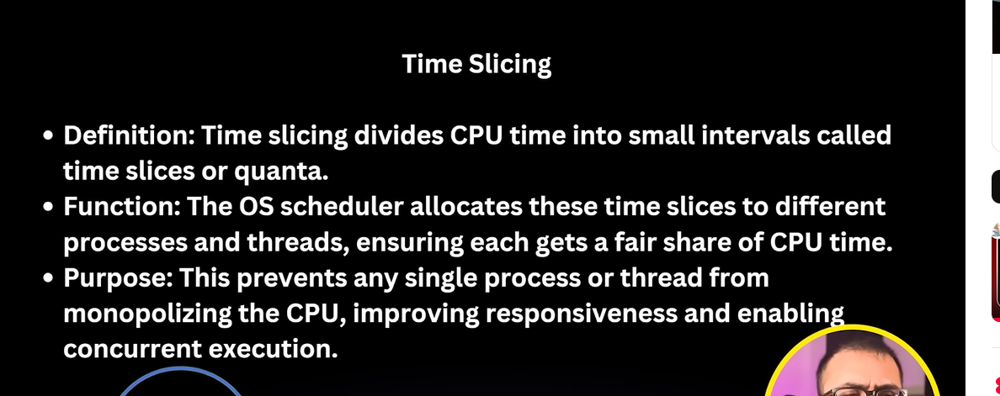 Time Slicing
• Definition: Time slicing divides CPU time into small intervals called
time slices or quanta.
• Function: The OS scheduler allocates these time slices to different
processes and threads, ensuring each gets a fair share of CPU time.
• Purpose: This prevents any single process or thread from
monopolizing the CPU, improving responsiveness and enabling
concurrent execution.